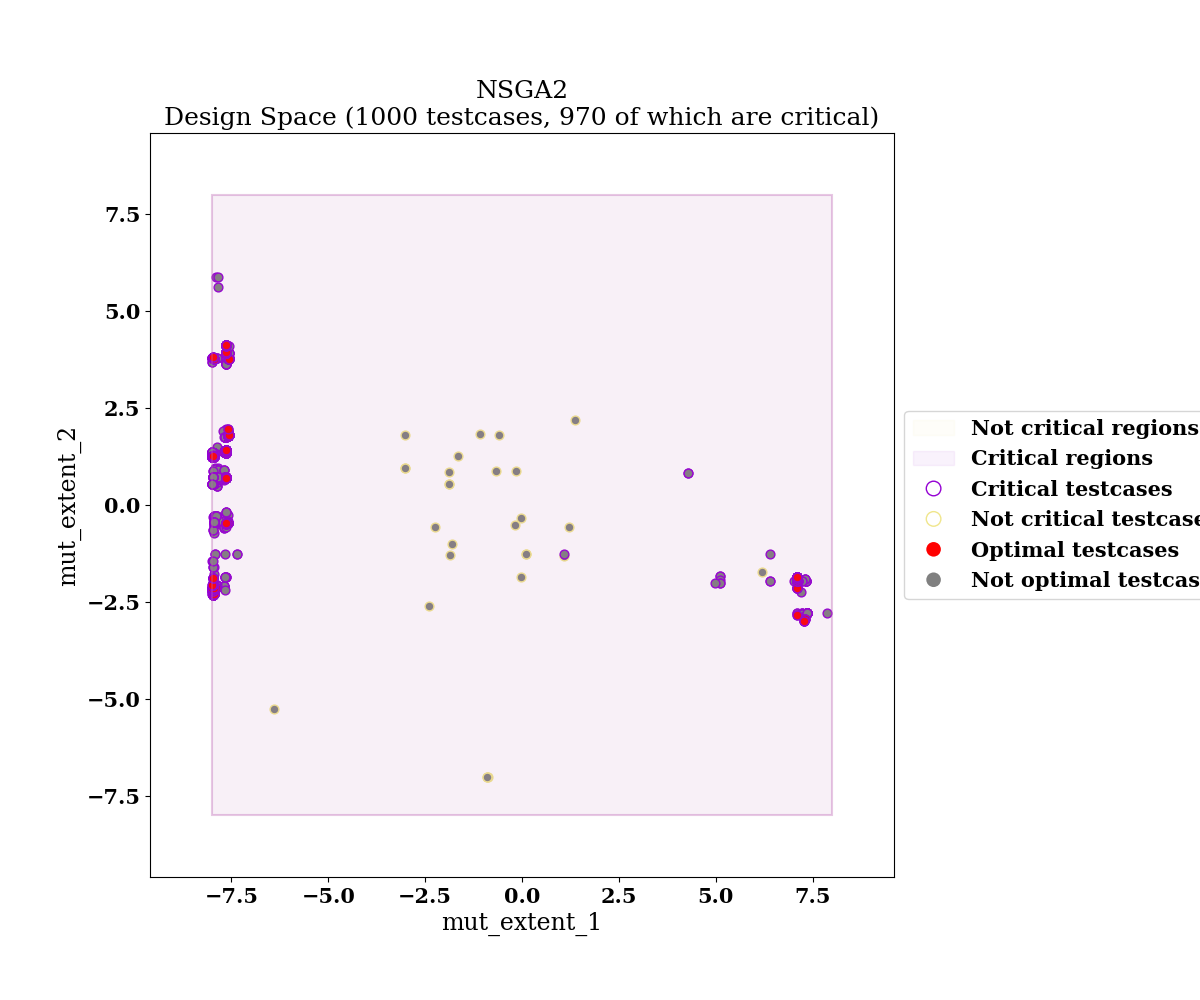 NSGA2
Design Space (1000 testcases, 970 of which are critical)
7.5
5.0
2.5
0.0
−2.5
−5.0
−7.5
mut_extent_2
−7.5
−5.0
−2.5
0.0
2.5
5.0
7.5
mut_extent_1
Not critical regions
Critical regions
Critical testcases
Not critical testcase
Optimal testcases
Not optimal testcas